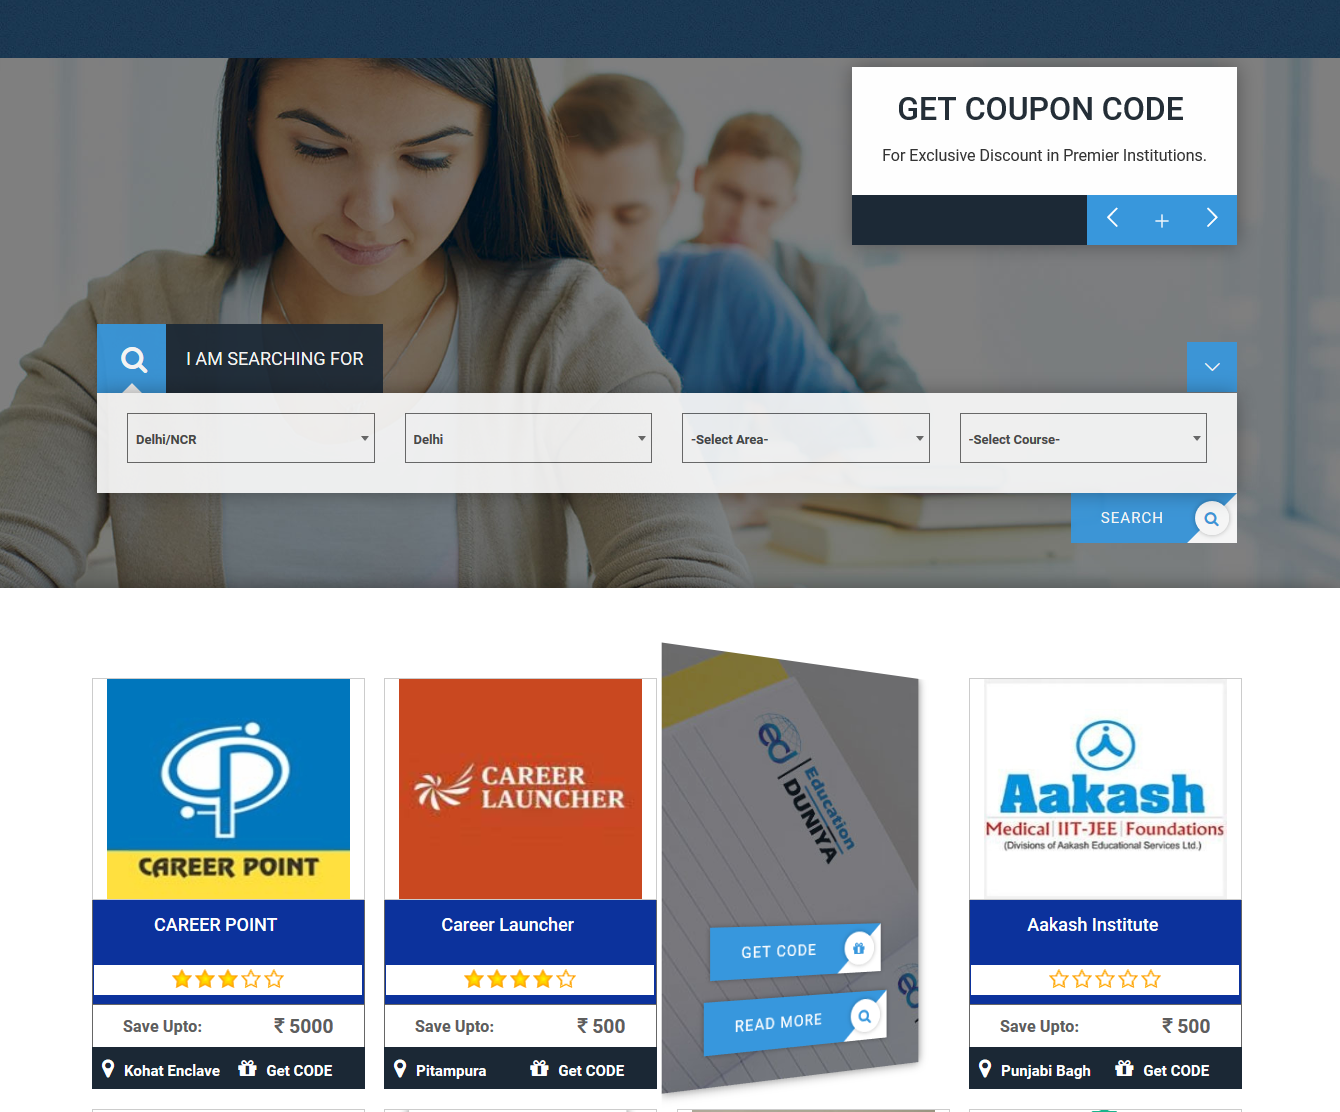 GET COUPON CODE
For Exclusive Discount in Premier Institutions.
I AM SEARCHING FOR
Delhi/NCR
Delhi
-Select Area-
-Select Course-
SEARCH
CAREER POINT
CAREER POINT
Save Upto: ₹ 5000
Kohat Enclave Get CODE
CAREER
LAUNCHER
Career Launcher
Save Upto: ₹ 500
Pitampura Get CODE
ed Education
DUNIYA
GET CODE
READ MORE
Aakash
Medical | IIT-JEE | Foundations
(Divisions of Aakash Educational Services Ltd.)
Aakash Institute
Save Upto: ₹ 500
Punjabi Bagh Get CODE